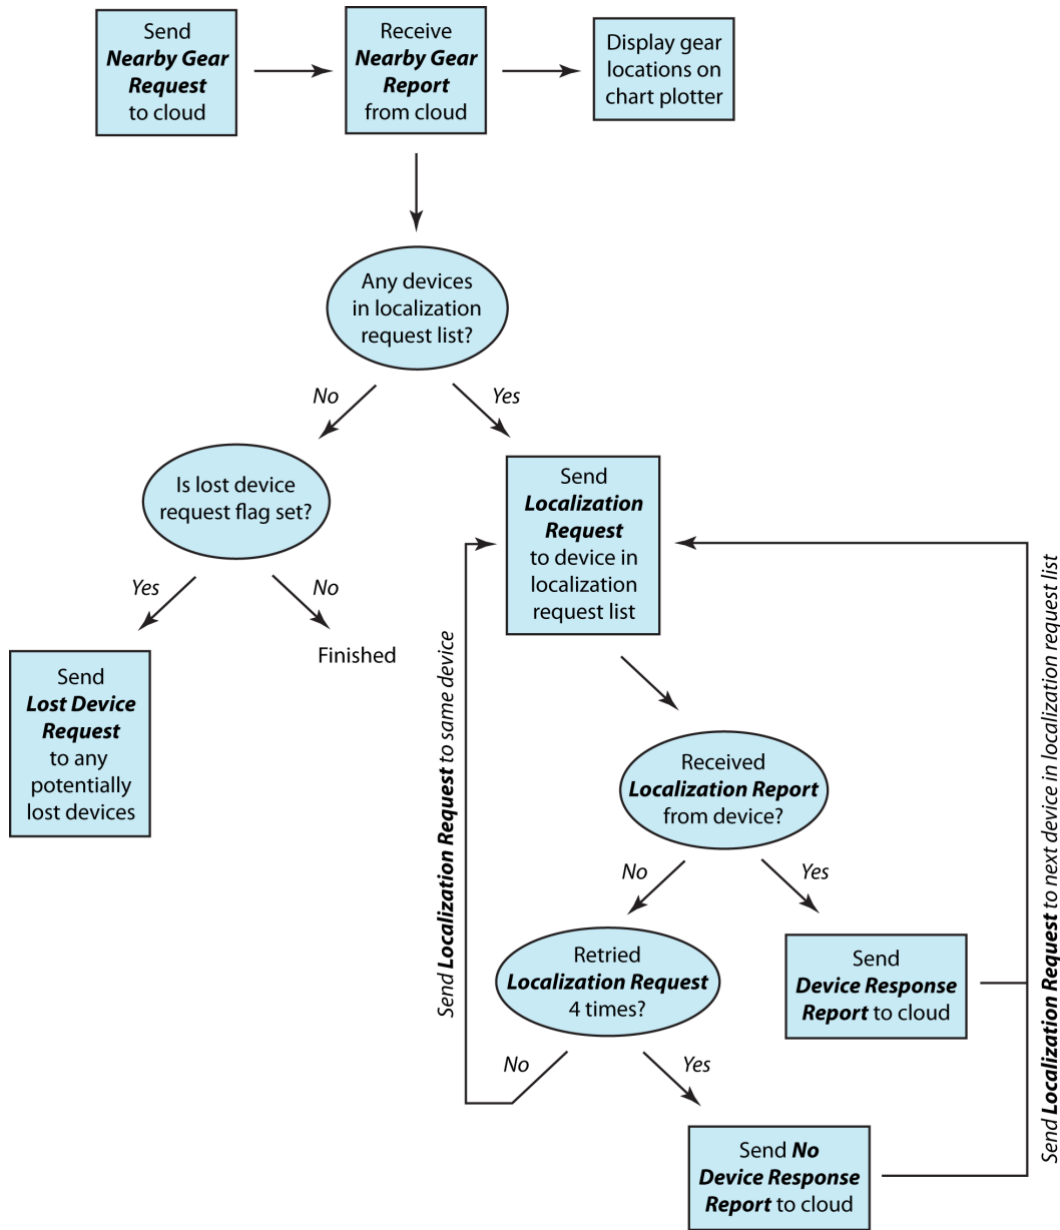 Send
Nearby Gear
Request
to cloud
Receive
Nearby Gear
Report
from cloud
Display gear
locations on
chart plotter
Any devices
in localization
request list?
No
Yes
Is lost device
request flag set?
Yes
No
Finished
Send
Lost Device
Request
to any
potentially
lost devices
Send
Localization
Request
to device in
localization
request list
Send Localization Request to same device
Received
Localization Report
from device?
No
Yes
Retried
Localization Request
4 times?
No
Yes
Send
Device Response
Report to cloud
Send No
Device Response
Report to cloud
Send Localization Request to next device in localization request list